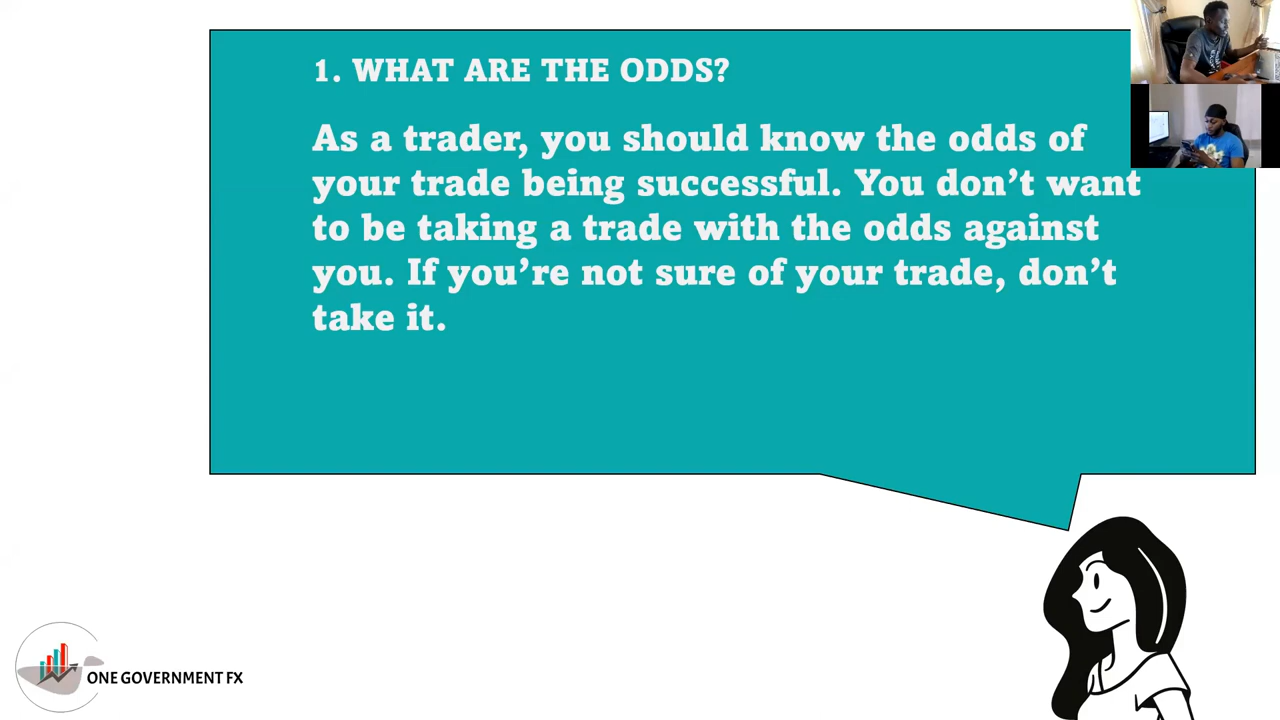 1. WHAT ARE THE ODDS?
As a trader, you should know the odds of
your trade being successful. You don’t want
to be taking a trade with the odds against
you. If you’re not sure of your trade, don’t
take it.
ONE GOVERNMENT FX